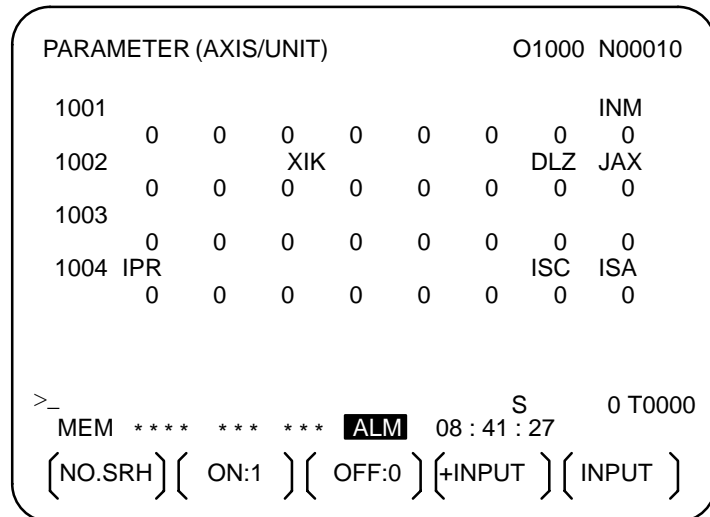 PARAMETER (AXIS/UNIT) O1000 N00010
1001 INM
0 0 0 0 0 0 0 0
1002 XIK DLZ JAX
0 0 0 0 0 0 0 0
1003
0 0 0 0 0 0 0 0
1004 IPR ISC ISA
0 0 0 0 0 0 0 0
>_ S 0 T0000
MEM **** *** *** ALM 08 : 41 : 27
[NO.SRH] [ ON:1 ] [ OFF:0 ] [+INPUT ] [ INPUT ]